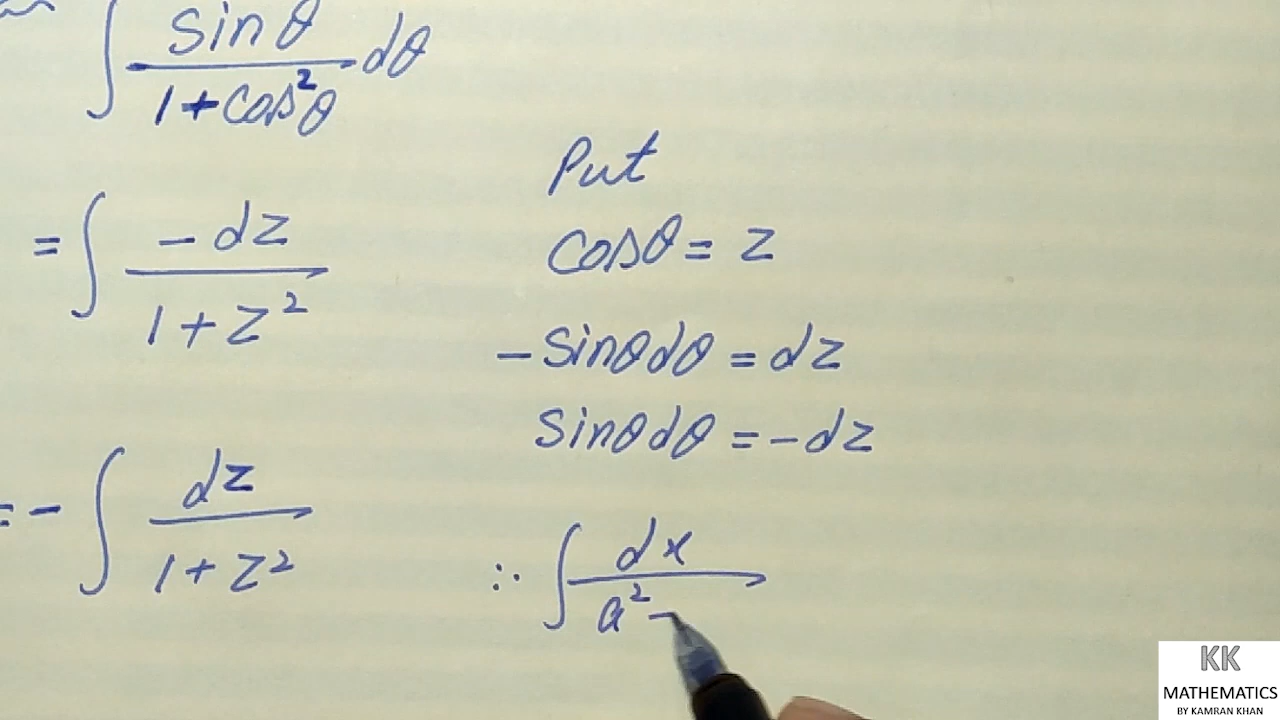 ∫ sinθ / 1+cos²θ dθ
Put
= ∫ -dz / 1+z²
cosθ = z
-sinθdθ = dz
sinθdθ = -dz
= - ∫ dz / 1+z²
∴ ∫ dx / a² -
KK
MATHEMATICS
BY KAMRAN KHAN